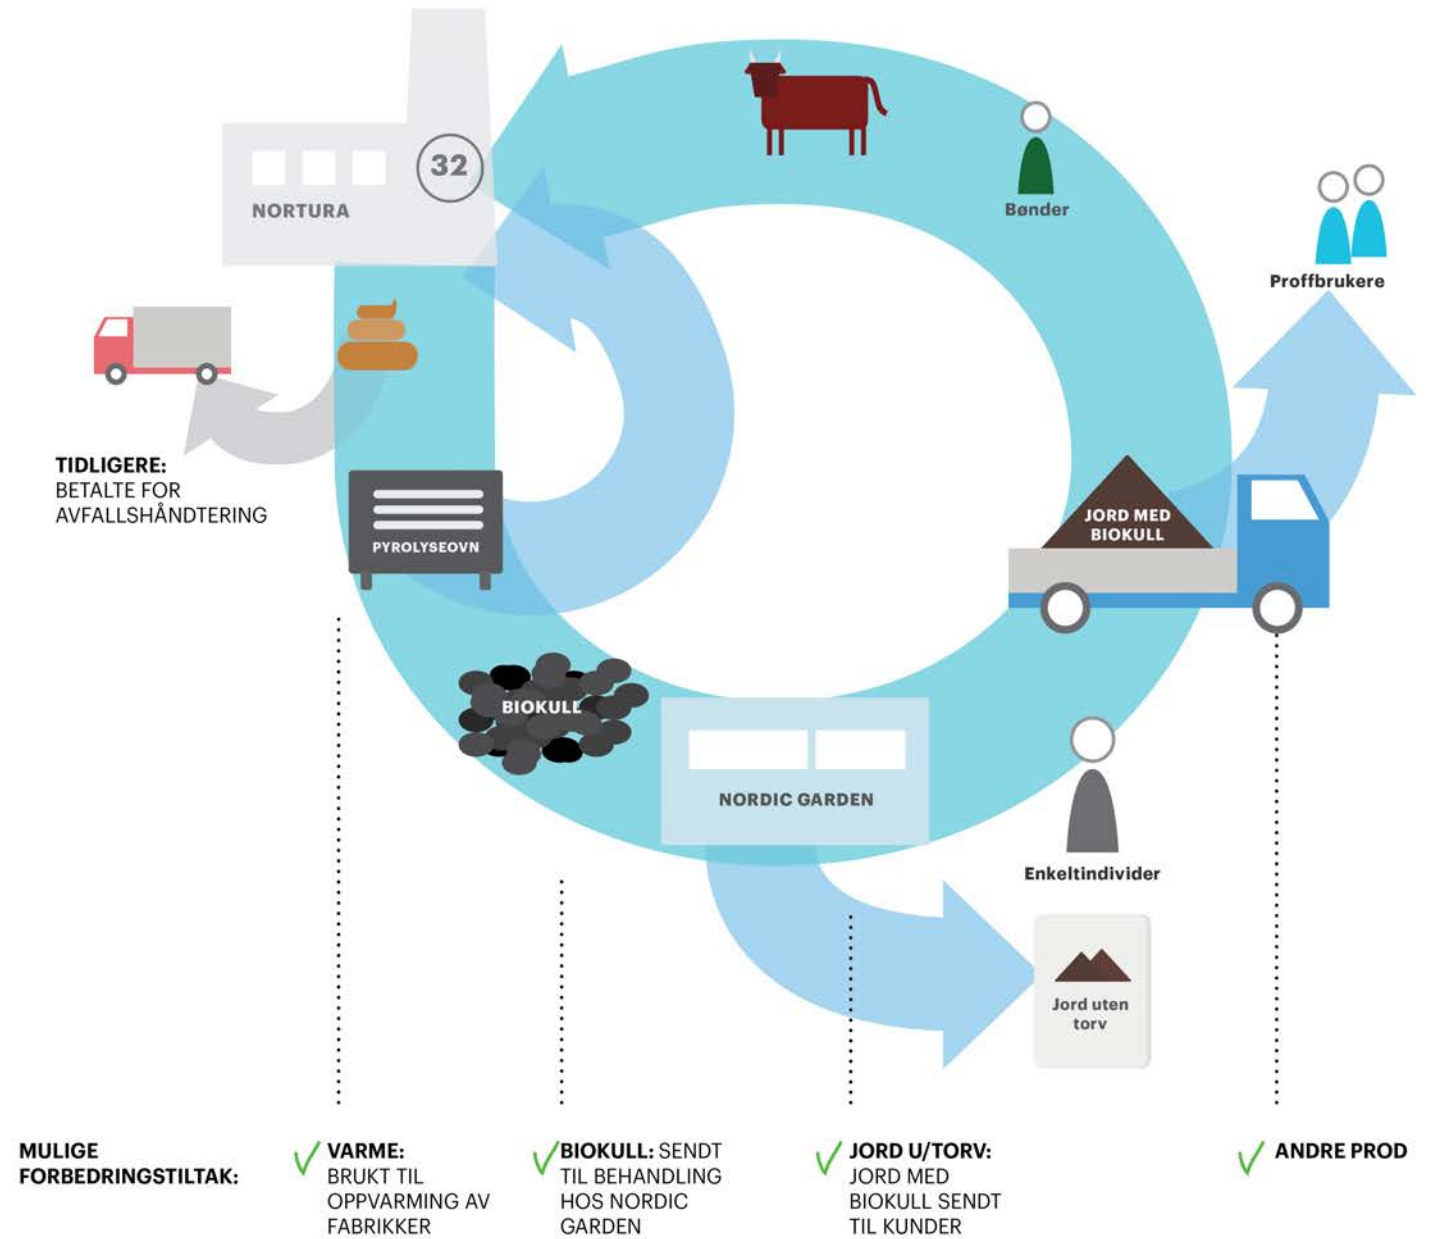 32
NORTURA
Bønder
Proffbrukere
TIDLIGERE:
BETALTE FOR
AVFALLSHÅNDTERING
PYROLYSEOVN
JORD MED
BIOKULL
BIOKULL
NORDIC GARDEN
Enkeltindivider
Jord uten
torv
MULIGE
FORBEDRINGSTILTAK:
VARME:
BRUKT TIL
OPPVARMING AV
FABRIKKER
BIOKULL: SENDT
TIL BEHANDLING
HOS NORDIC
GARDEN
JORD U/TORV:
JORD MED
BIOKULL SENDT
TIL KUNDER
ANDRE PROD